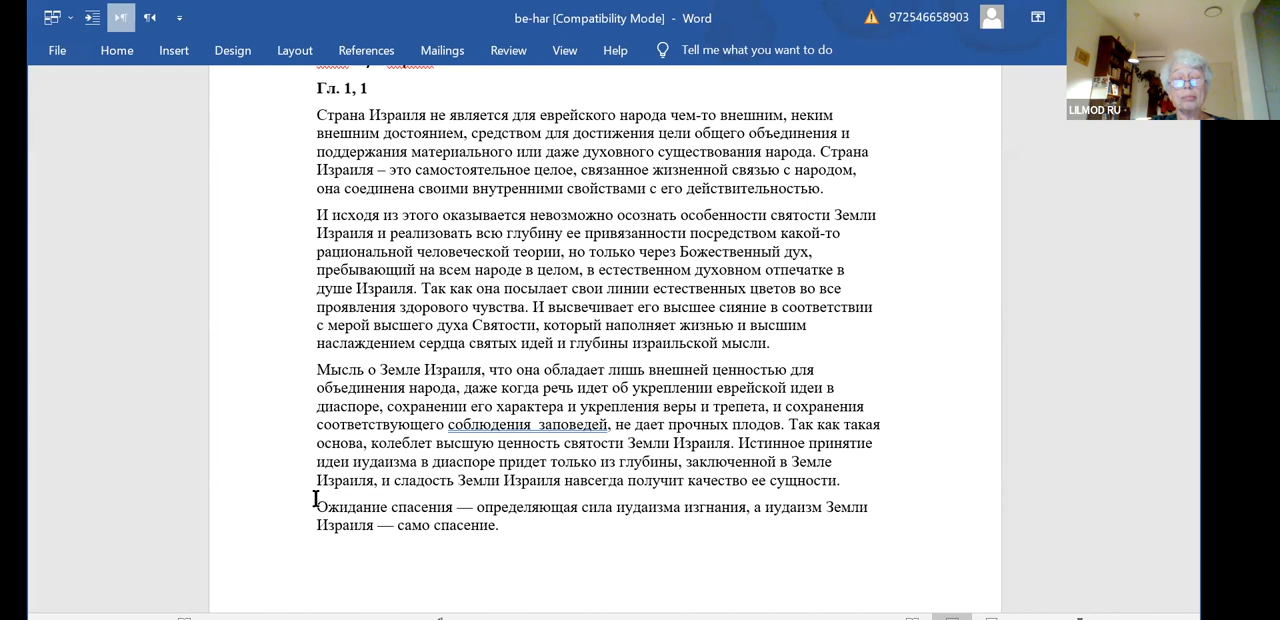 be-har [Compatibility Mode] - Word
972546658903
File Home Insert Design Layout References Mailings Review View Help Tell me what you want to do
LILMOD RU
Гл. 1, 1
Страна Израиля не является для еврейского народа чем-то внешним, неким
внешним достоянием, средством для достижения цели общего объединения и
поддержания материального или даже духовного существования народа. Страна
Израиля – это самостоятельное целое, связанное жизненной связью с народом,
она соединена своими внутренними свойствами с его действительностью.
И исходя из этого оказывается невозможно осознать особенности святости Земли
Израиля и реализовать всю глубину ее привязанности посредством какой-то
рациональной человеческой теории, но только через Божественный дух,
пребывающий на всем народе в целом, в естественном духовном отпечатке в
душе Израиля. Так как она посылает свои линии естественных цветов во все
проявления здорового чувства. И высвечивает его высшее сияние в соответствии
с мерой высшего духа Святости, который наполняет жизнью и высшим
наслаждением сердца святых идей и глубины израильской мысли.
Мысль о Земле Израиля, что она обладает лишь внешней ценностью для
объединения народа, даже когда речь идет об укреплении еврейской идеи в
диаспоре, сохранении его характера и укрепления веры и трепета, и сохранения
соответствующего соблюдения заповедей, не дает прочных плодов. Так как такая
основа, колеблет высшую ценность святости Земли Израиля. Истинное принятие
идеи иудаизма в диаспоре придет только из глубины, заключенной в Земле
Израиля, и сладость Земли Израиля навсегда получит качество ее сущности.
Ожидание спасения — определяющая сила иудаизма изгнания, а иудаизм Земли
Израиля — само спасение.